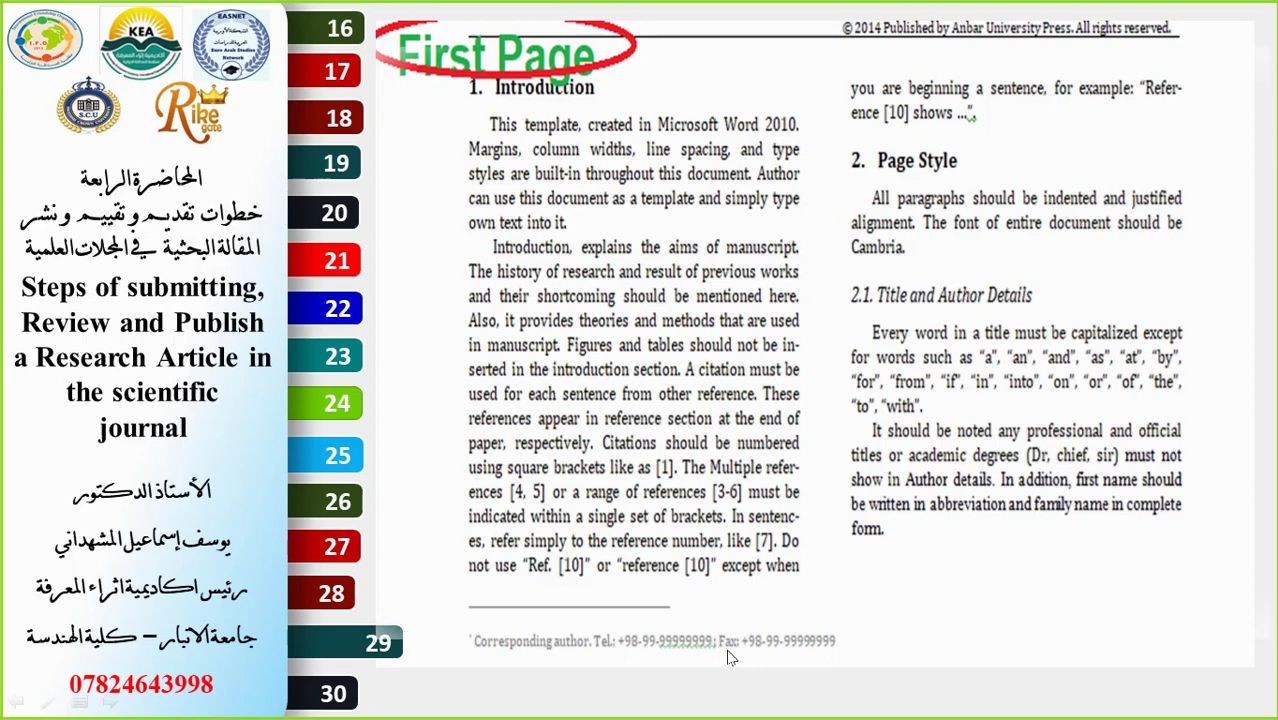 KEA
EASNET
الشبكة الأوروبية
العربية للدراسات
Euro Arab Studies
Network
I.F.O
S.C.U
Rike
gate
المحاضرة الرابعة
خطوات تقديم و تقييم و نشر
المقالة البحثية في المجلات العلمية
Steps of submitting,
Review and Publish
a Research Article in
the scientific
journal
الأستاذ الدكتور
يوسف إسماعيل المشهداني
رئيس اكاديمية اثراء المعرفة
جامعة الانبار – كلية الهندسة
07824643998
16
17
18
19
20
21
22
23
24
25
26
27
28
29
30
First Page
© 2014 Published by Anbar University Press. All rights reserved.
1. Introduction
This template, created in Microsoft Word 2010.
Margins, column widths, line spacing, and type
styles are built-in throughout this document. Author
can use this document as a template and simply type
own text into it.
Introduction, explains the aims of manuscript.
The history of research and result of previous works
and their shortcoming should be mentioned here.
Also, it provides theories and methods that are used
in manuscript. Figures and tables should not be in-
serted in the introduction section. A citation must be
used for each sentence from other reference. These
references appear in reference section at the end of
paper, respectively. Citations should be numbered
using square brackets like as [1]. The Multiple refer-
ences [4, 5] or a range of references [3-6] must be
indicated within a single set of brackets. In sentenc-
es, refer simply to the reference number, like [7]. Do
not use “Ref. [10]” or “reference [10]” except when
* Corresponding author. Tel.: +98-99-99999999; Fax: +98-99-99999999
you are beginning a sentence, for example: “Refer-
ence [10] shows ...”.
2. Page Style
All paragraphs should be indented and justified
alignment. The font of entire document should be
Cambria.
2.1. Title and Author Details
Every word in a title must be capitalized except
for words such as “a”, “an”, “and”, “as”, “at”, “by”,
“for”, “from”, “if”, “in”, “into”, “on”, “or”, “of”, “the”,
“to”, “with”.
It should be noted any professional and official
titles or academic degrees (Dr, chief, sir) must not
show in Author details. In addition, first name should
be written in abbreviation and family name in complete
form.